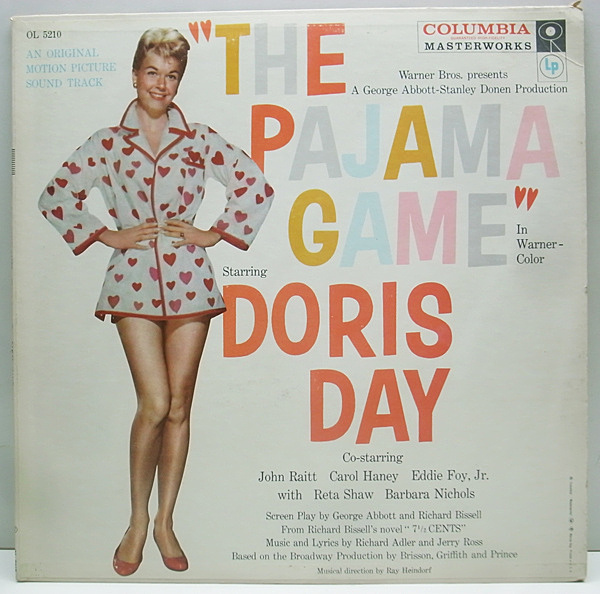 OL 5210
AN ORIGINAL
MOTION PICTURE
SOUND TRACK
COLUMBIA
MASTERWORKS
Lp
Warner Bros. presents
A George Abbott-Stanley Donen Production
"THE
PAJAMA
GAME"
In
Warner-
Color
Starring
DORIS
DAY
Co-starring
John Raitt Carol Haney Eddie Foy, Jr.
with Reta Shaw Barbara Nichols
Screen Play by George Abbott and Richard Bissell
From Richard Bissell's novel "7½ CENTS"
Music and Lyrics by Richard Adler and Jerry Ross
Based on the Broadway Production by Brisson, Griffith and Prince
Musical direction by Ray Heindorf